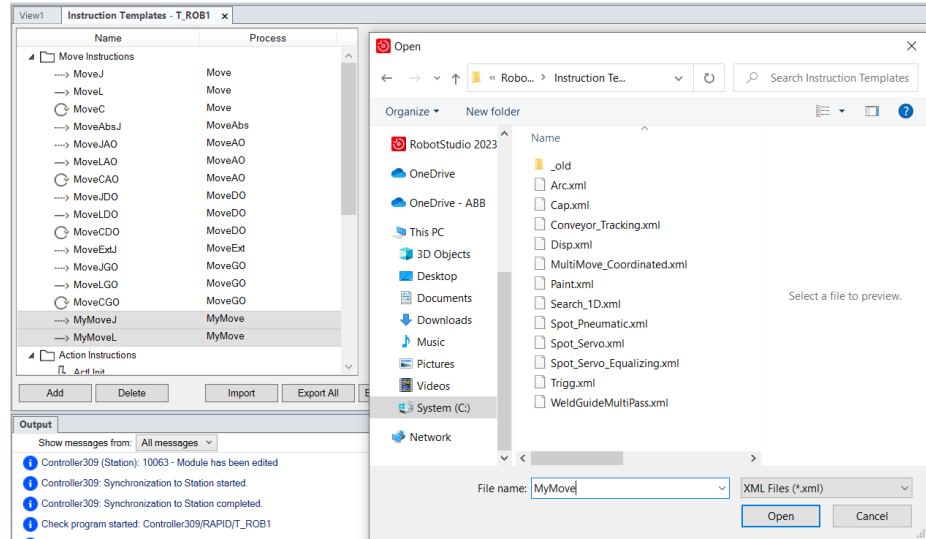 View1 Instruction Templates - T_ROB1 x
Name Process
Move Instructions
MoveJ Move
MoveL Move
MoveC Move
MoveAbsJ MoveAbs
MoveJAO MoveAO
MoveLAO MoveAO
MoveCAO MoveAO
MoveJDO MoveDO
MoveLDO MoveDO
MoveCDO MoveDO
MoveExtJ MoveExt
MoveJGO MoveGO
MoveLGO MoveGO
MoveCGO MoveGO
MyMoveJ MyMove
MyMoveL MyMove
Action Instructions
ActUnit
Add Delete Import Export All
Output
Show messages from: All messages
Controller309 (Station): 10063 - Module has been edited
Controller309: Synchronization to Station started.
Controller309: Synchronization to Station completed.
Check program started: Controller309/RAPID/T_ROB1
Open
« Robo... > Instruction Te... Search Instruction Templates
Organize New folder
RobotStudio 2023
OneDrive
OneDrive - ABB
This PC
3D Objects
Desktop
Documents
Downloads
Music
Pictures
Videos
System (C:)
Network
Name
_old
Arc.xml
Cap.xml
Conveyor_Tracking.xml
Disp.xml
MultiMove_Coordinated.xml
Paint.xml
Search_1D.xml
Spot_Pneumatic.xml
Spot_Servo.xml
Spot_Servo_Equalizing.xml
Trigg.xml
WeldGuideMultiPass.xml
Select a file to preview.
File name: MyMove XML Files (*.xml)
Open Cancel